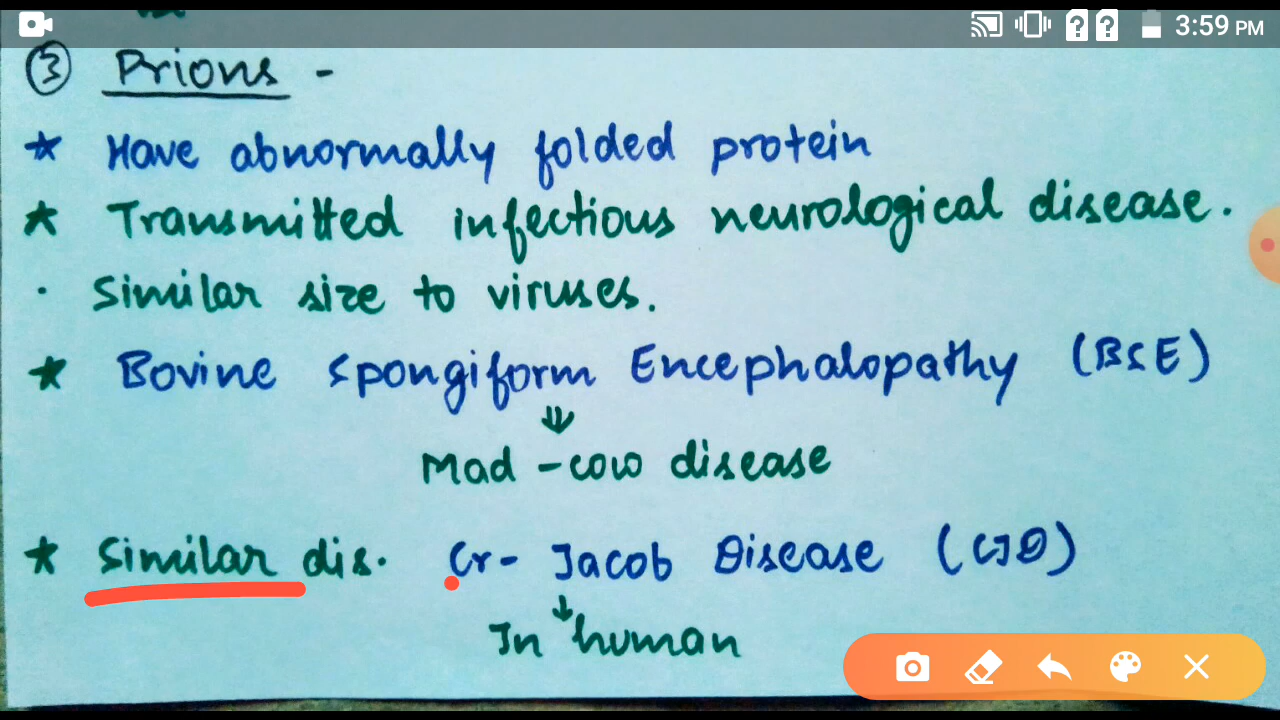 3:59 PM
③ Prions -
★ Have abnormally folded protein
★ Transmitted infectious neurological disease.
· Similar size to viruses.
★ Bovine Spongiform Encephalopathy (BSE)
⇓
Mad - cow disease
★ Similar dis. Cr- Jacob Disease (CJD)
↓
In human